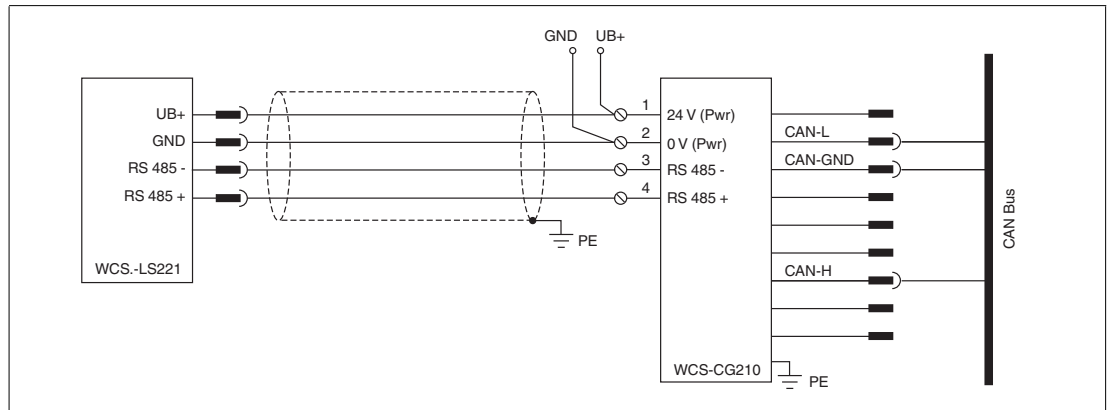 GND UB+
UB+
GND
RS 485 -
RS 485 +
WCS.-LS221
PE
1
2
3
4
24 V (Pwr)
0 V (Pwr)
RS 485 -
RS 485 +
WCS-CG210
PE
CAN-L
CAN-GND
CAN-H
CAN Bus